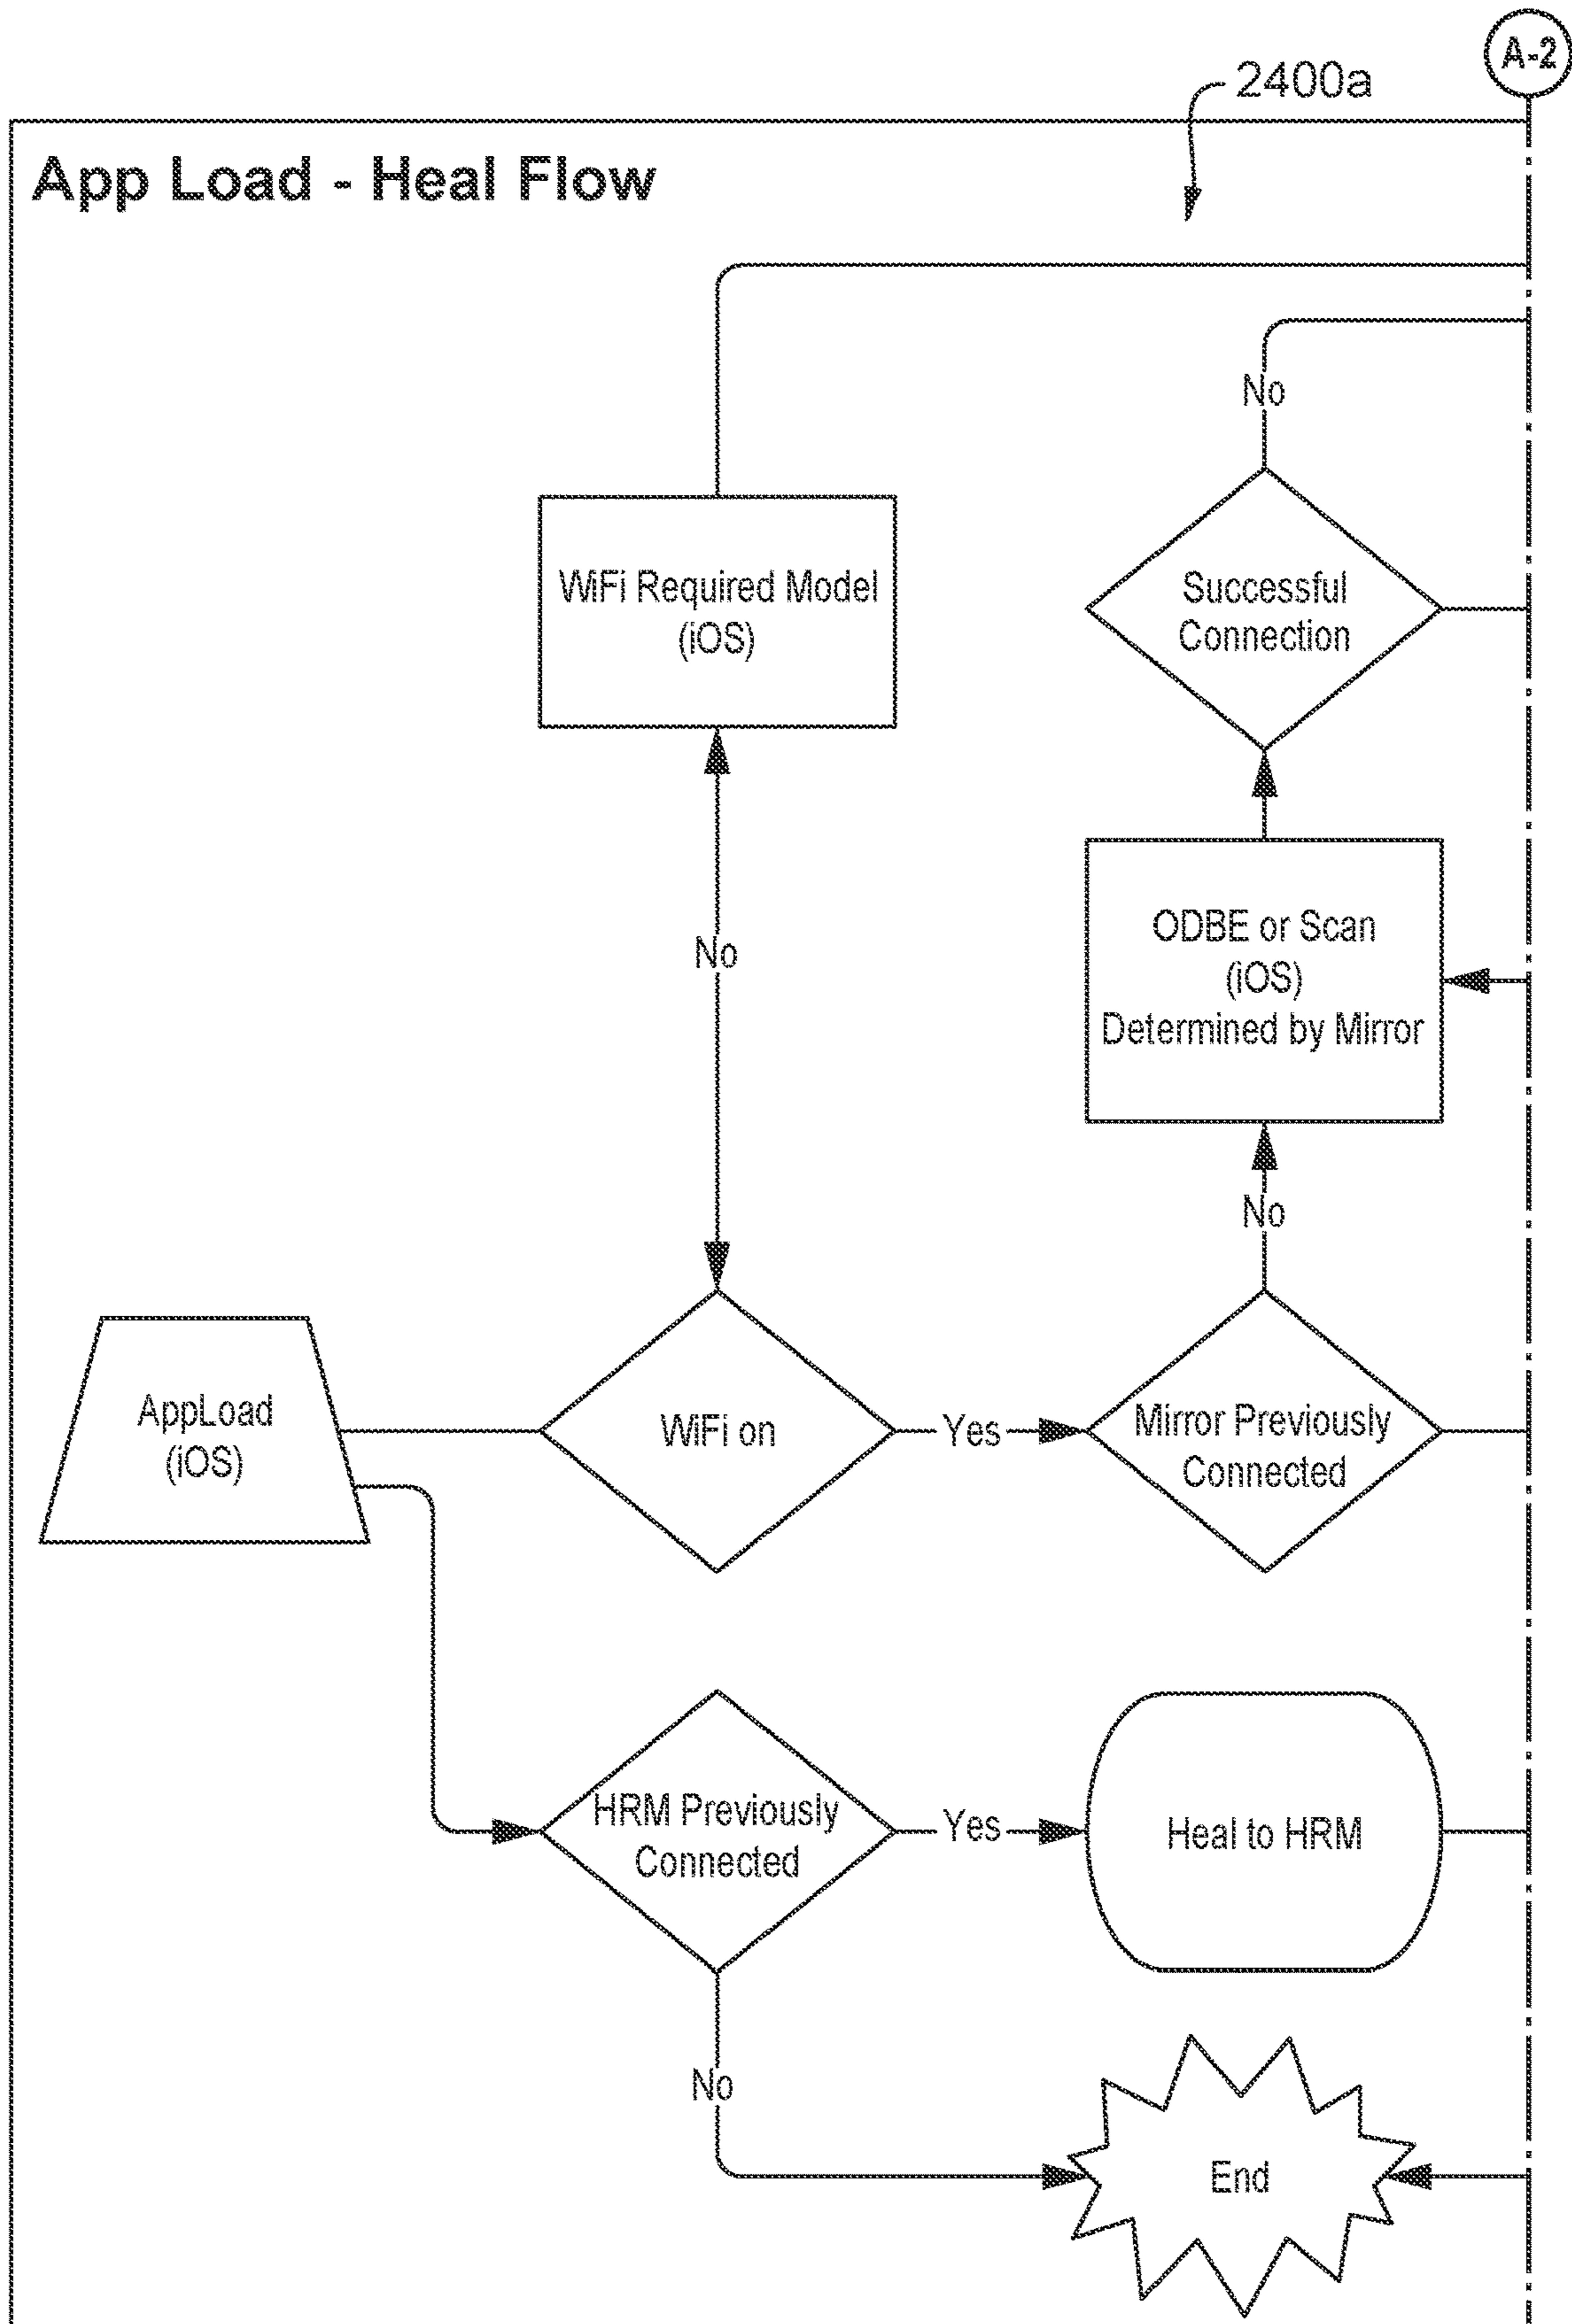 A-2
2400a
App Load - Heal Flow
No
WiFi Required Model
(iOS)
Successful
Connection
No
ODBE or Scan
(iOS)
Determined by Mirror
No
AppLoad
(iOS)
WiFi on
Yes
Mirror Previously
Connected
HRM Previously
Connected
Yes
Heal to HRM
No
End